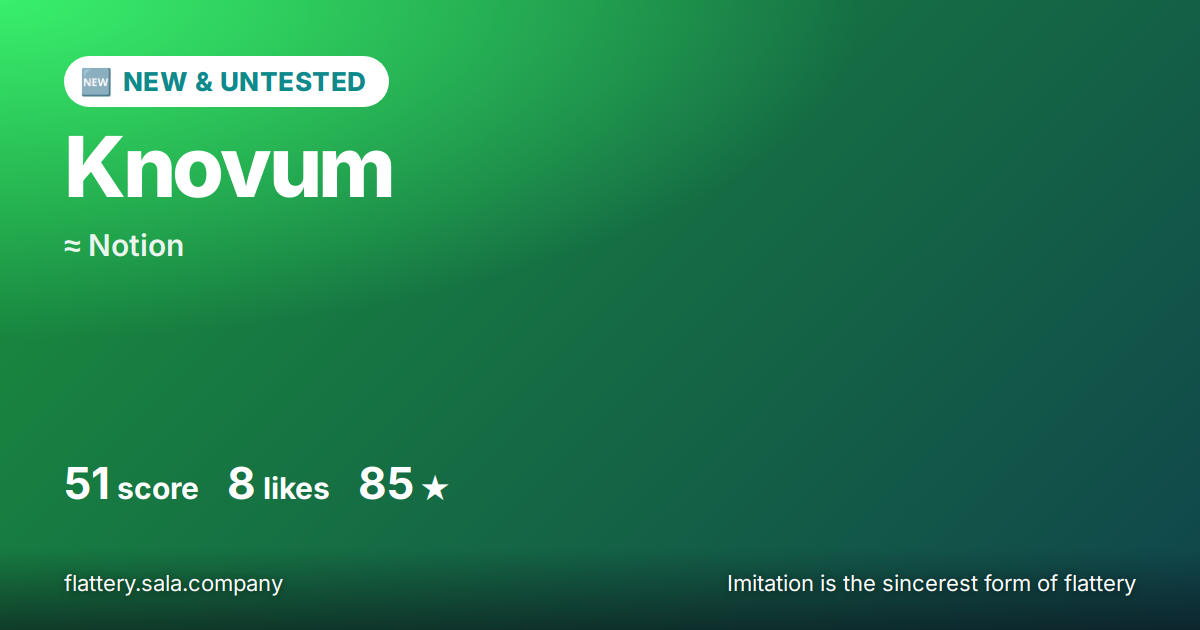 🆕 NEW & UNTESTED
Knovum
≈ Notion
51 score 8 likes 85 ★
flattery.sala.company
Imitation is the sincerest form of flattery